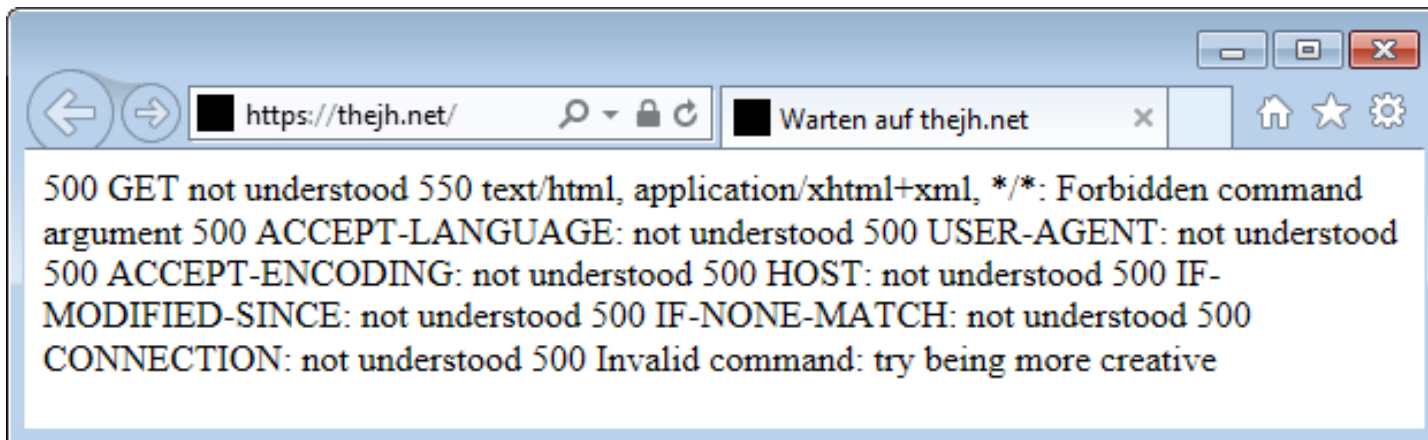 https://thejh.net/
Warten auf thejh.net
500 GET not understood 550 text/html, application/xhtml+xml, */*: Forbidden command
argument 500 ACCEPT-LANGUAGE: not understood 500 USER-AGENT: not understood
500 ACCEPT-ENCODING: not understood 500 HOST: not understood 500 IF-
MODIFIED-SINCE: not understood 500 IF-NONE-MATCH: not understood 500
CONNECTION: not understood 500 Invalid command: try being more creative